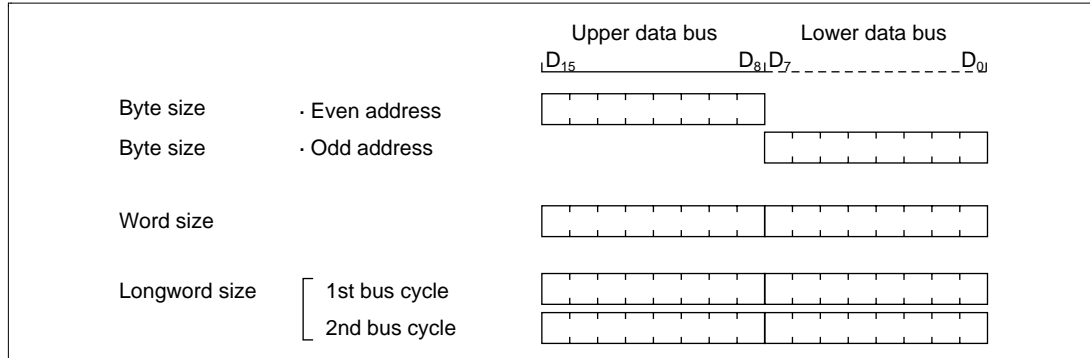 Upper data bus Lower data bus
D15 D8 D7 D0
Byte size · Even address
Byte size · Odd address
Word size
Longword size 1st bus cycle
2nd bus cycle